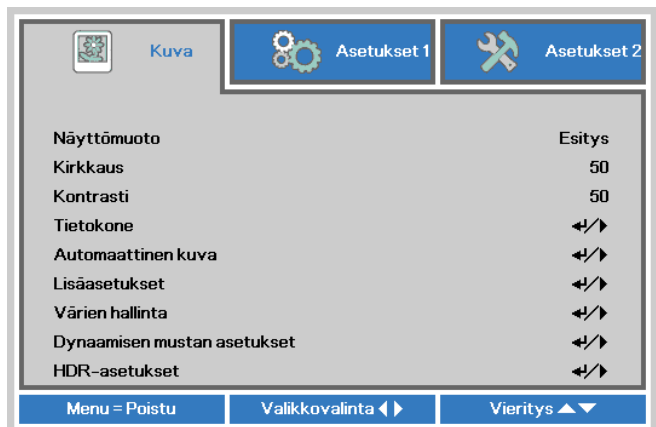 Kuva
Asetukset 1
Asetukset 2
Näyttömuoto Esitys
Kirkkaus 50
Kontrasti 50
Tietokone ↵/▶
Automaattinen kuva ↵/▶
Lisäasetukset ↵/▶
Värien hallinta ↵/▶
Dynaamisen mustan asetukset ↵/▶
HDR-asetukset ↵/▶
Menu = Poistu
Valikkovalinta ◀▶
Vieritys ▲▼